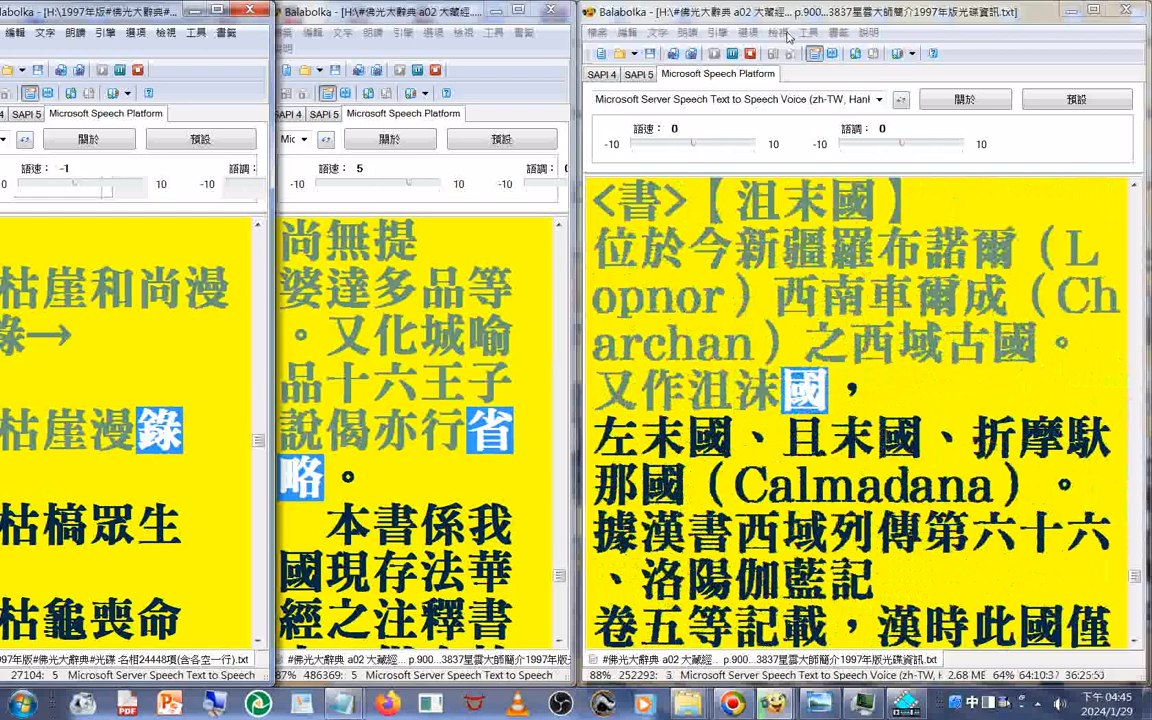 Balabolka - [H:\1997年版#佛光大辭典#...
編輯 文字 朗讀 引擎 選項 檢視 工具 書籤
SAPI 5 Microsoft Speech Platform
關於 預設
語速： -1 語調：
10 -10
枯崖和尚漫
錄→
枯崖漫錄
枯槁眾生
枯龜喪命
997年版#佛光大辭典#光碟 名相24448項(含各空一行).txt
27104: 5 Microsoft Server Speech Text to Speech
Balabolka - [H:\#佛光大辭典 a02 大藏經...
編輯 文字 朗讀 引擎 選項 檢視 工具 書籤
說明
SAPI 5 Microsoft Speech Platform
Mic 關於 預設
語速： 5 語調：
-10 10 -10
尚無提
婆達多品等
。又化城喻
品十六王子
說偈亦行省
略。
本書係我
國現存法華
經之注釋書
#佛光大辭典 a02 大藏經... p.900...3837星雲大師簡介1997年版
87% 486369: 5 Microsoft Server Speech Text to Speech
Balabolka - [H:\#佛光大辭典 a02 大藏經... p.900...3837星雲大師簡介1997年版光碟資訊.txt]
檔案 編輯 文字 朗讀 引擎 選項 檢視 工具 書籤 說明
SAPI 4 SAPI 5 Microsoft Speech Platform
Microsoft Server Speech Text to Speech Voice (zh-TW, HanH 關於 預設
語速： 0 語調： 0
-10 10 -10 10
<書>【沮末國】
位於今新疆羅布諾爾（L
opnor）西南車爾成（Ch
archan）之西域古國。
又作沮沫國，
左末國、且末國、折摩馱
那國（Calmadana）。
據漢書西域列傳第六十六
、洛陽伽藍記
卷五等記載，漢時此國僅
#佛光大辭典 a02 大藏經... p.900...3837星雲大師簡介1997年版光碟資訊.txt
88% 252293: 5 Microsoft Server Speech Text to Speech Voice (zh-TW, 2.68 MB 64% 64:10:3 36:25:5
中
下午 04:45
2024/1/29